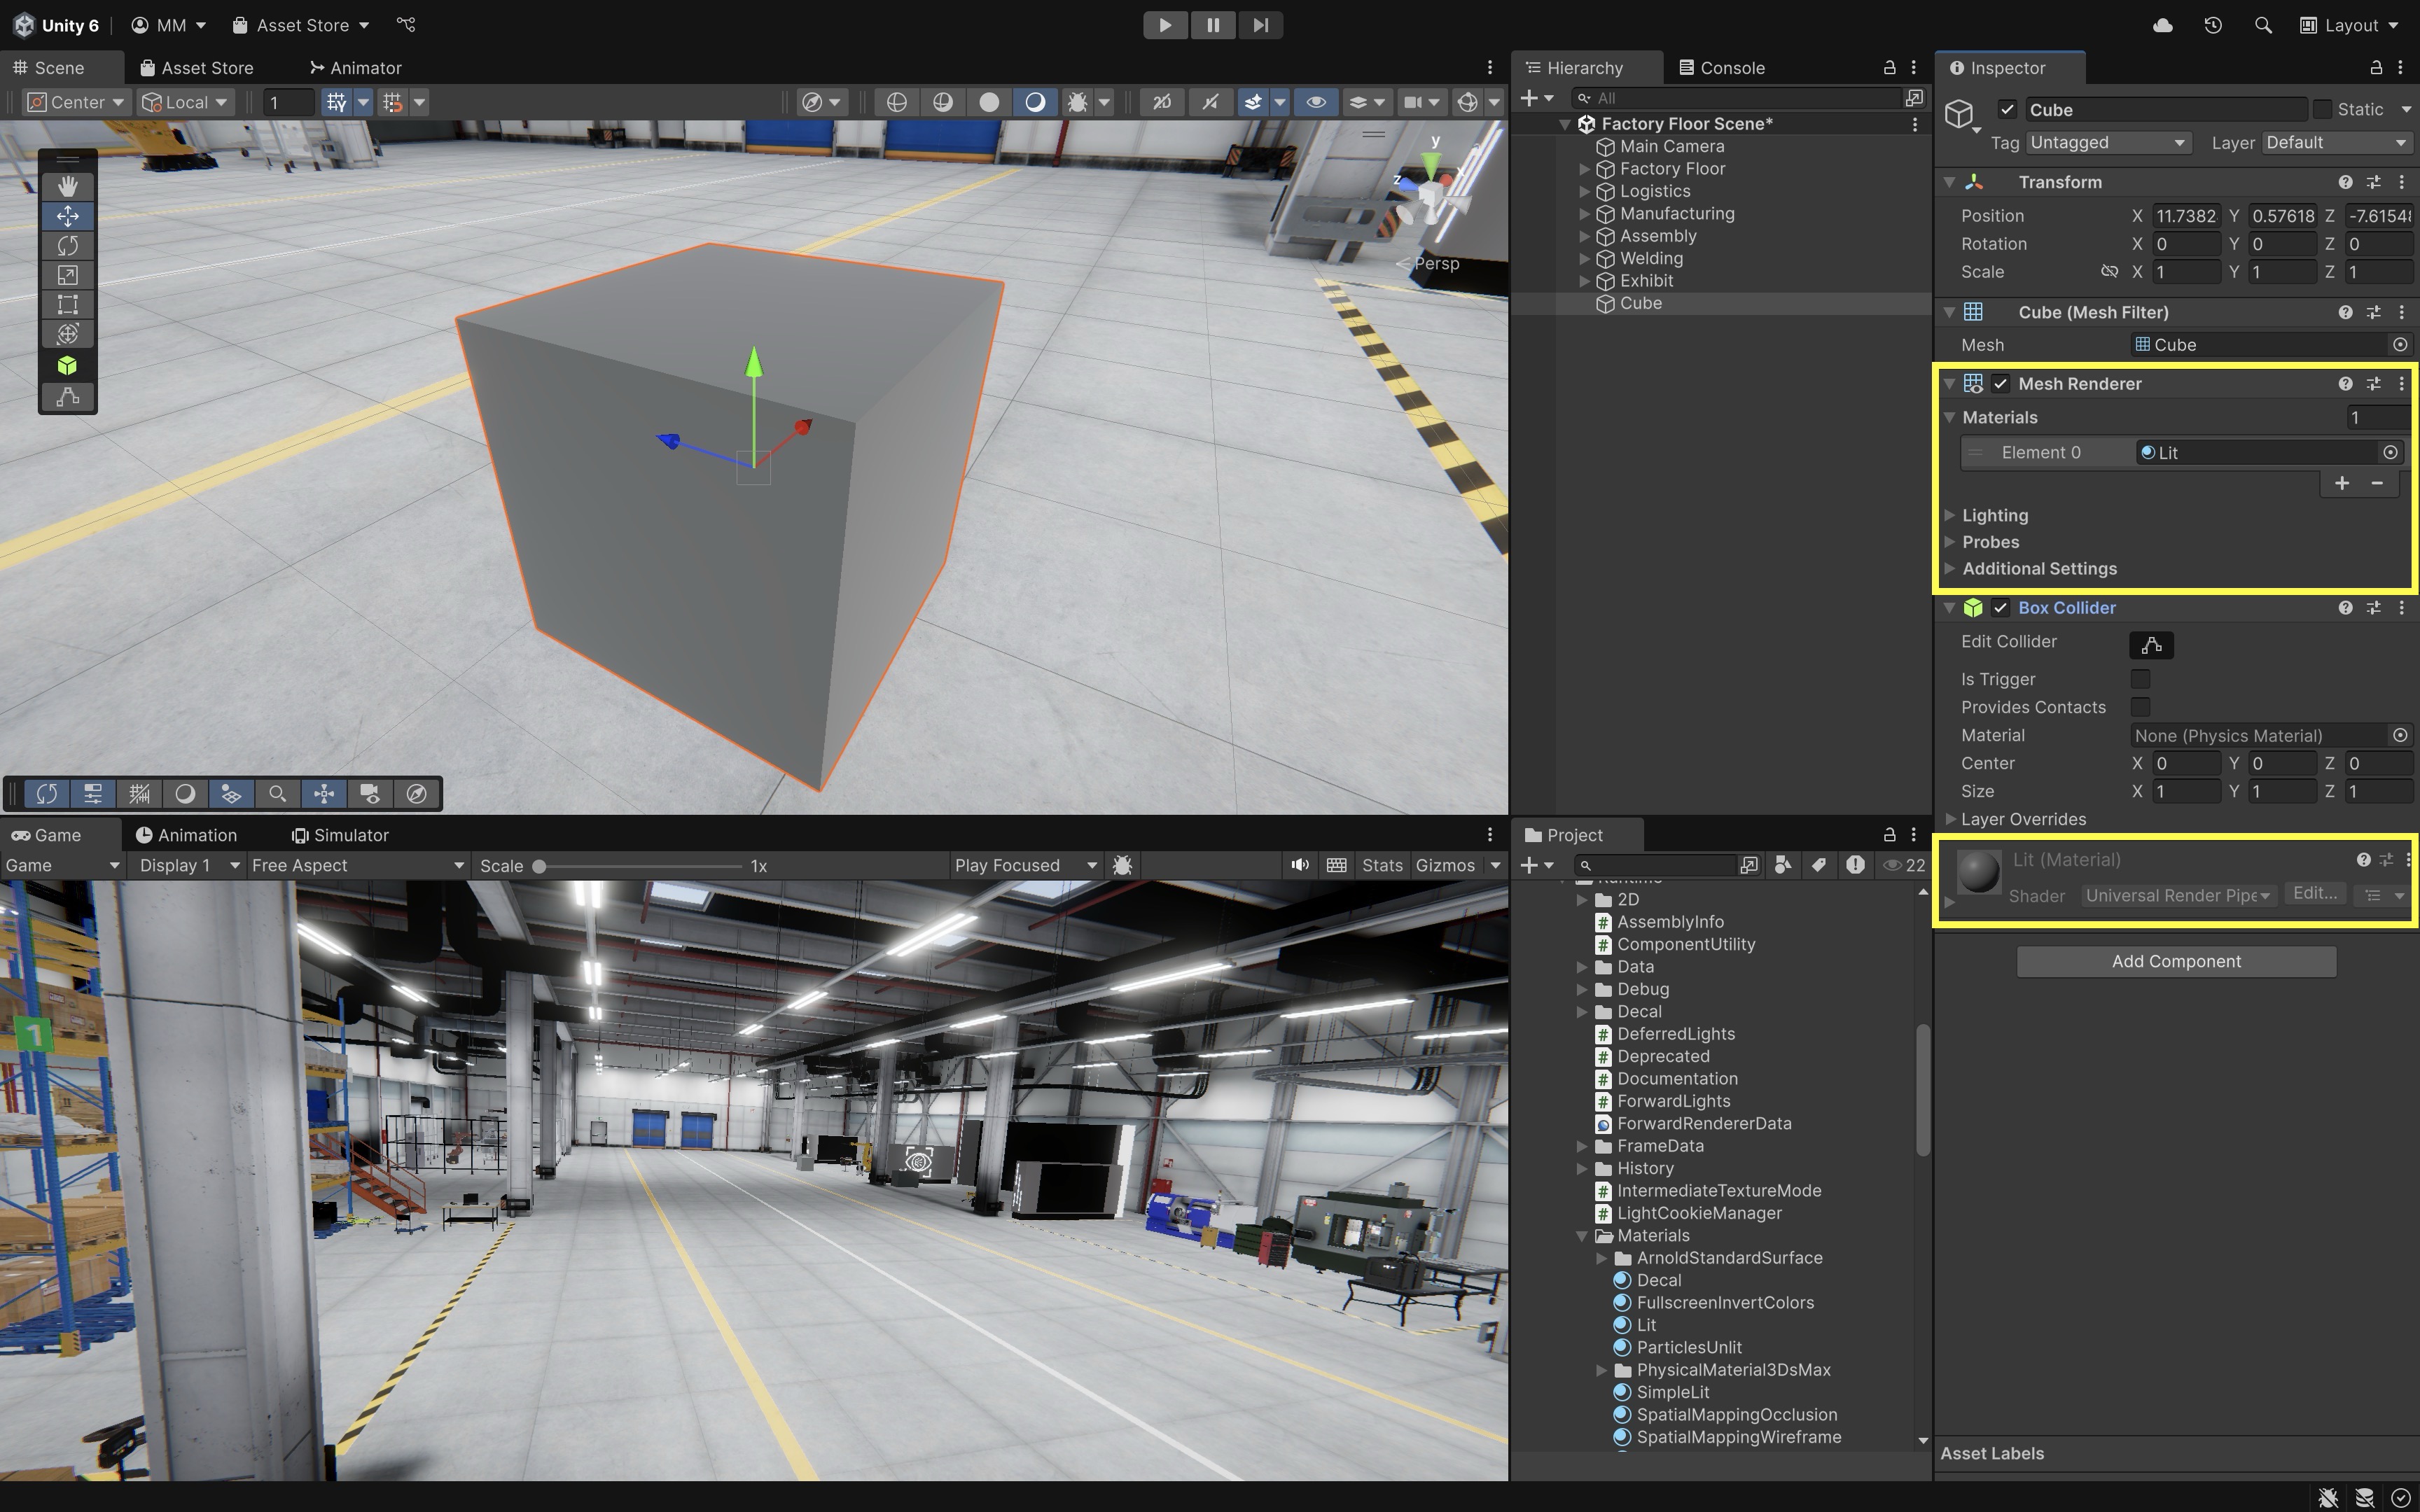 Unity 6 MM Asset Store Layout
Scene Asset Store Animator
Center Local 1 2D
y
x
z
Persp
1
Game Animation Simulator
Game Display 1 Free Aspect Scale 1x Play Focused Stats Gizmos
1
Hierarchy Console
All
Factory Floor Scene*
Main Camera
Factory Floor
Logistics
Manufacturing
Assembly
Welding
Exhibit
Cube
Project
22
2D
AssemblyInfo
ComponentUtility
Data
Debug
Decal
DeferredLights
Deprecated
Documentation
ForwardLights
ForwardRendererData
FrameData
History
IntermediateTextureMode
LightCookieManager
Materials
ArnoldStandardSurface
Decal
FullscreenInvertColors
Lit
ParticlesUnlit
PhysicalMaterial3DsMax
SimpleLit
SpatialMappingOcclusion
SpatialMappingWireframe
Inspector
Cube Static
Tag Untagged Layer Default
Transform
Position X 11.7382 Y 0.57618 Z -7.6154
Rotation X 0 Y 0 Z 0
Scale X 1 Y 1 Z 1
Cube (Mesh Filter)
Mesh Cube
Mesh Renderer
Materials 1
Element 0 Lit
+ −
Lighting
Probes
Additional Settings
Box Collider
Edit Collider
Is Trigger
Provides Contacts
Material None (Physics Material)
Center X 0 Y 0 Z 0
Size X 1 Y 1 Z 1
Layer Overrides
Lit (Material)
Shader Universal Render Pipe Edit...
Add Component
Asset Labels